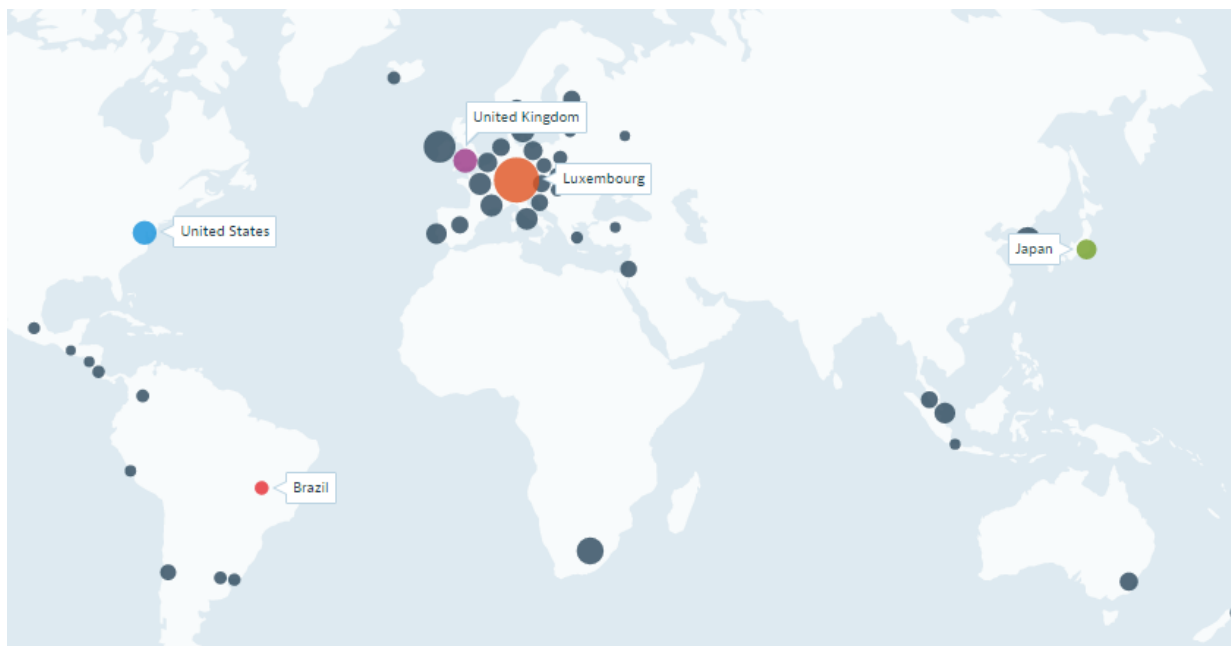 United Kingdom
Luxembourg
United States
Japan
Brazil